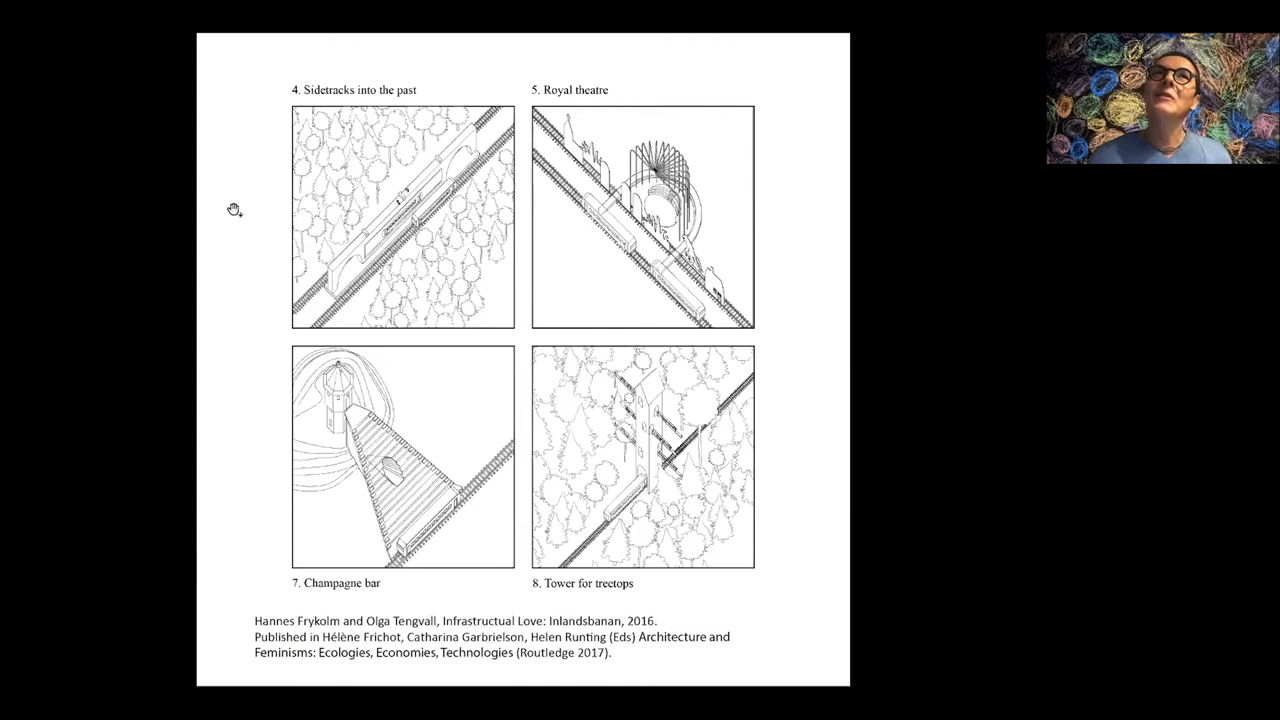 4. Sidetracks into the past
5. Royal theatre
7. Champagne bar
8. Tower for treetops
Hannes Frykolm and Olga Tengvall, Infrastructual Love: Inlandsbanan, 2016.
Published in Hélène Frichot, Catharina Garbrielson, Helen Runting (Eds) Architecture and
Feminisms: Ecologies, Economies, Technologies (Routledge 2017).